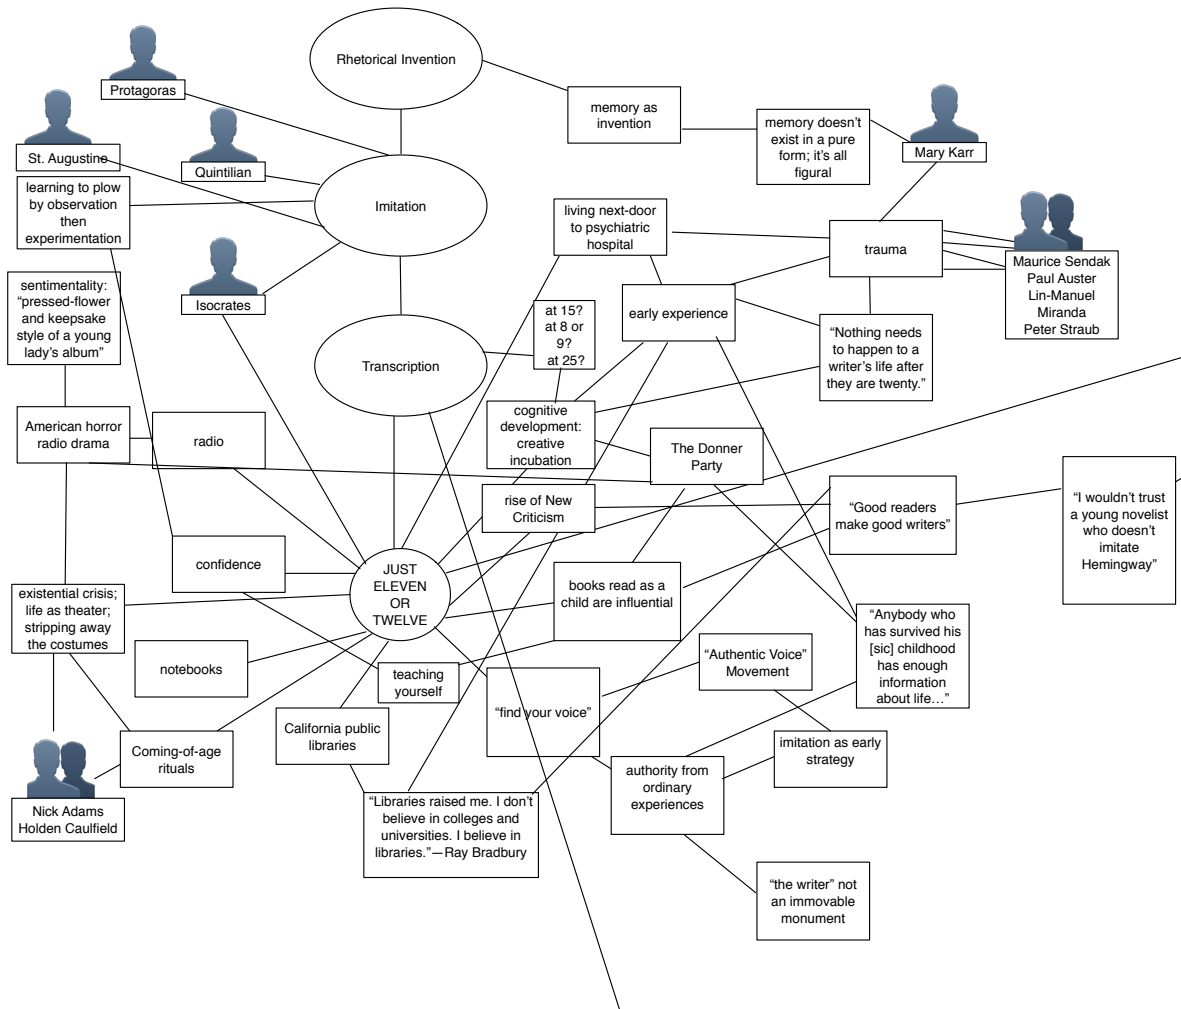 Rhetorical Invention
Protagoras
memory as
invention
memory doesn't
exist in a pure
form; it's all
figural
Mary Karr
St. Augustine
Quintilian
learning to plow
by observation
then
experimentation
Imitation
living next-door
to psychiatric
hospital
trauma
Maurice Sendak
Paul Auster
Lin-Manuel
Miranda
Peter Straub
Isocrates
sentimentality:
“pressed-flower
and keepsake
style of a young
lady’s album”
at 15?
at 8 or
9?
at 25?
early experience
“Nothing needs
to happen to a
writer’s life after
they are twenty.”
Transcription
American horror
radio drama
radio
cognitive
development:
creative
incubation
The Donner
Party
rise of New
Criticism
“Good readers
make good writers”
“I wouldn’t trust
a young novelist
who doesn’t
imitate
Hemingway”
confidence
JUST
ELEVEN
OR
TWELVE
books read as a
child are influential
existential crisis;
life as theater;
stripping away
the costumes
“Anybody who
has survived his
[sic] childhood
has enough
information
about life…”
notebooks
teaching
yourself
“Authentic Voice”
Movement
“find your voice”
California public
libraries
Coming-of-age
rituals
imitation as early
strategy
authority from
ordinary
experiences
Nick Adams
Holden Caulfield
“Libraries raised me. I don’t
believe in colleges and
universities. I believe in
libraries.”—Ray Bradbury
“the writer” not
an immovable
monument